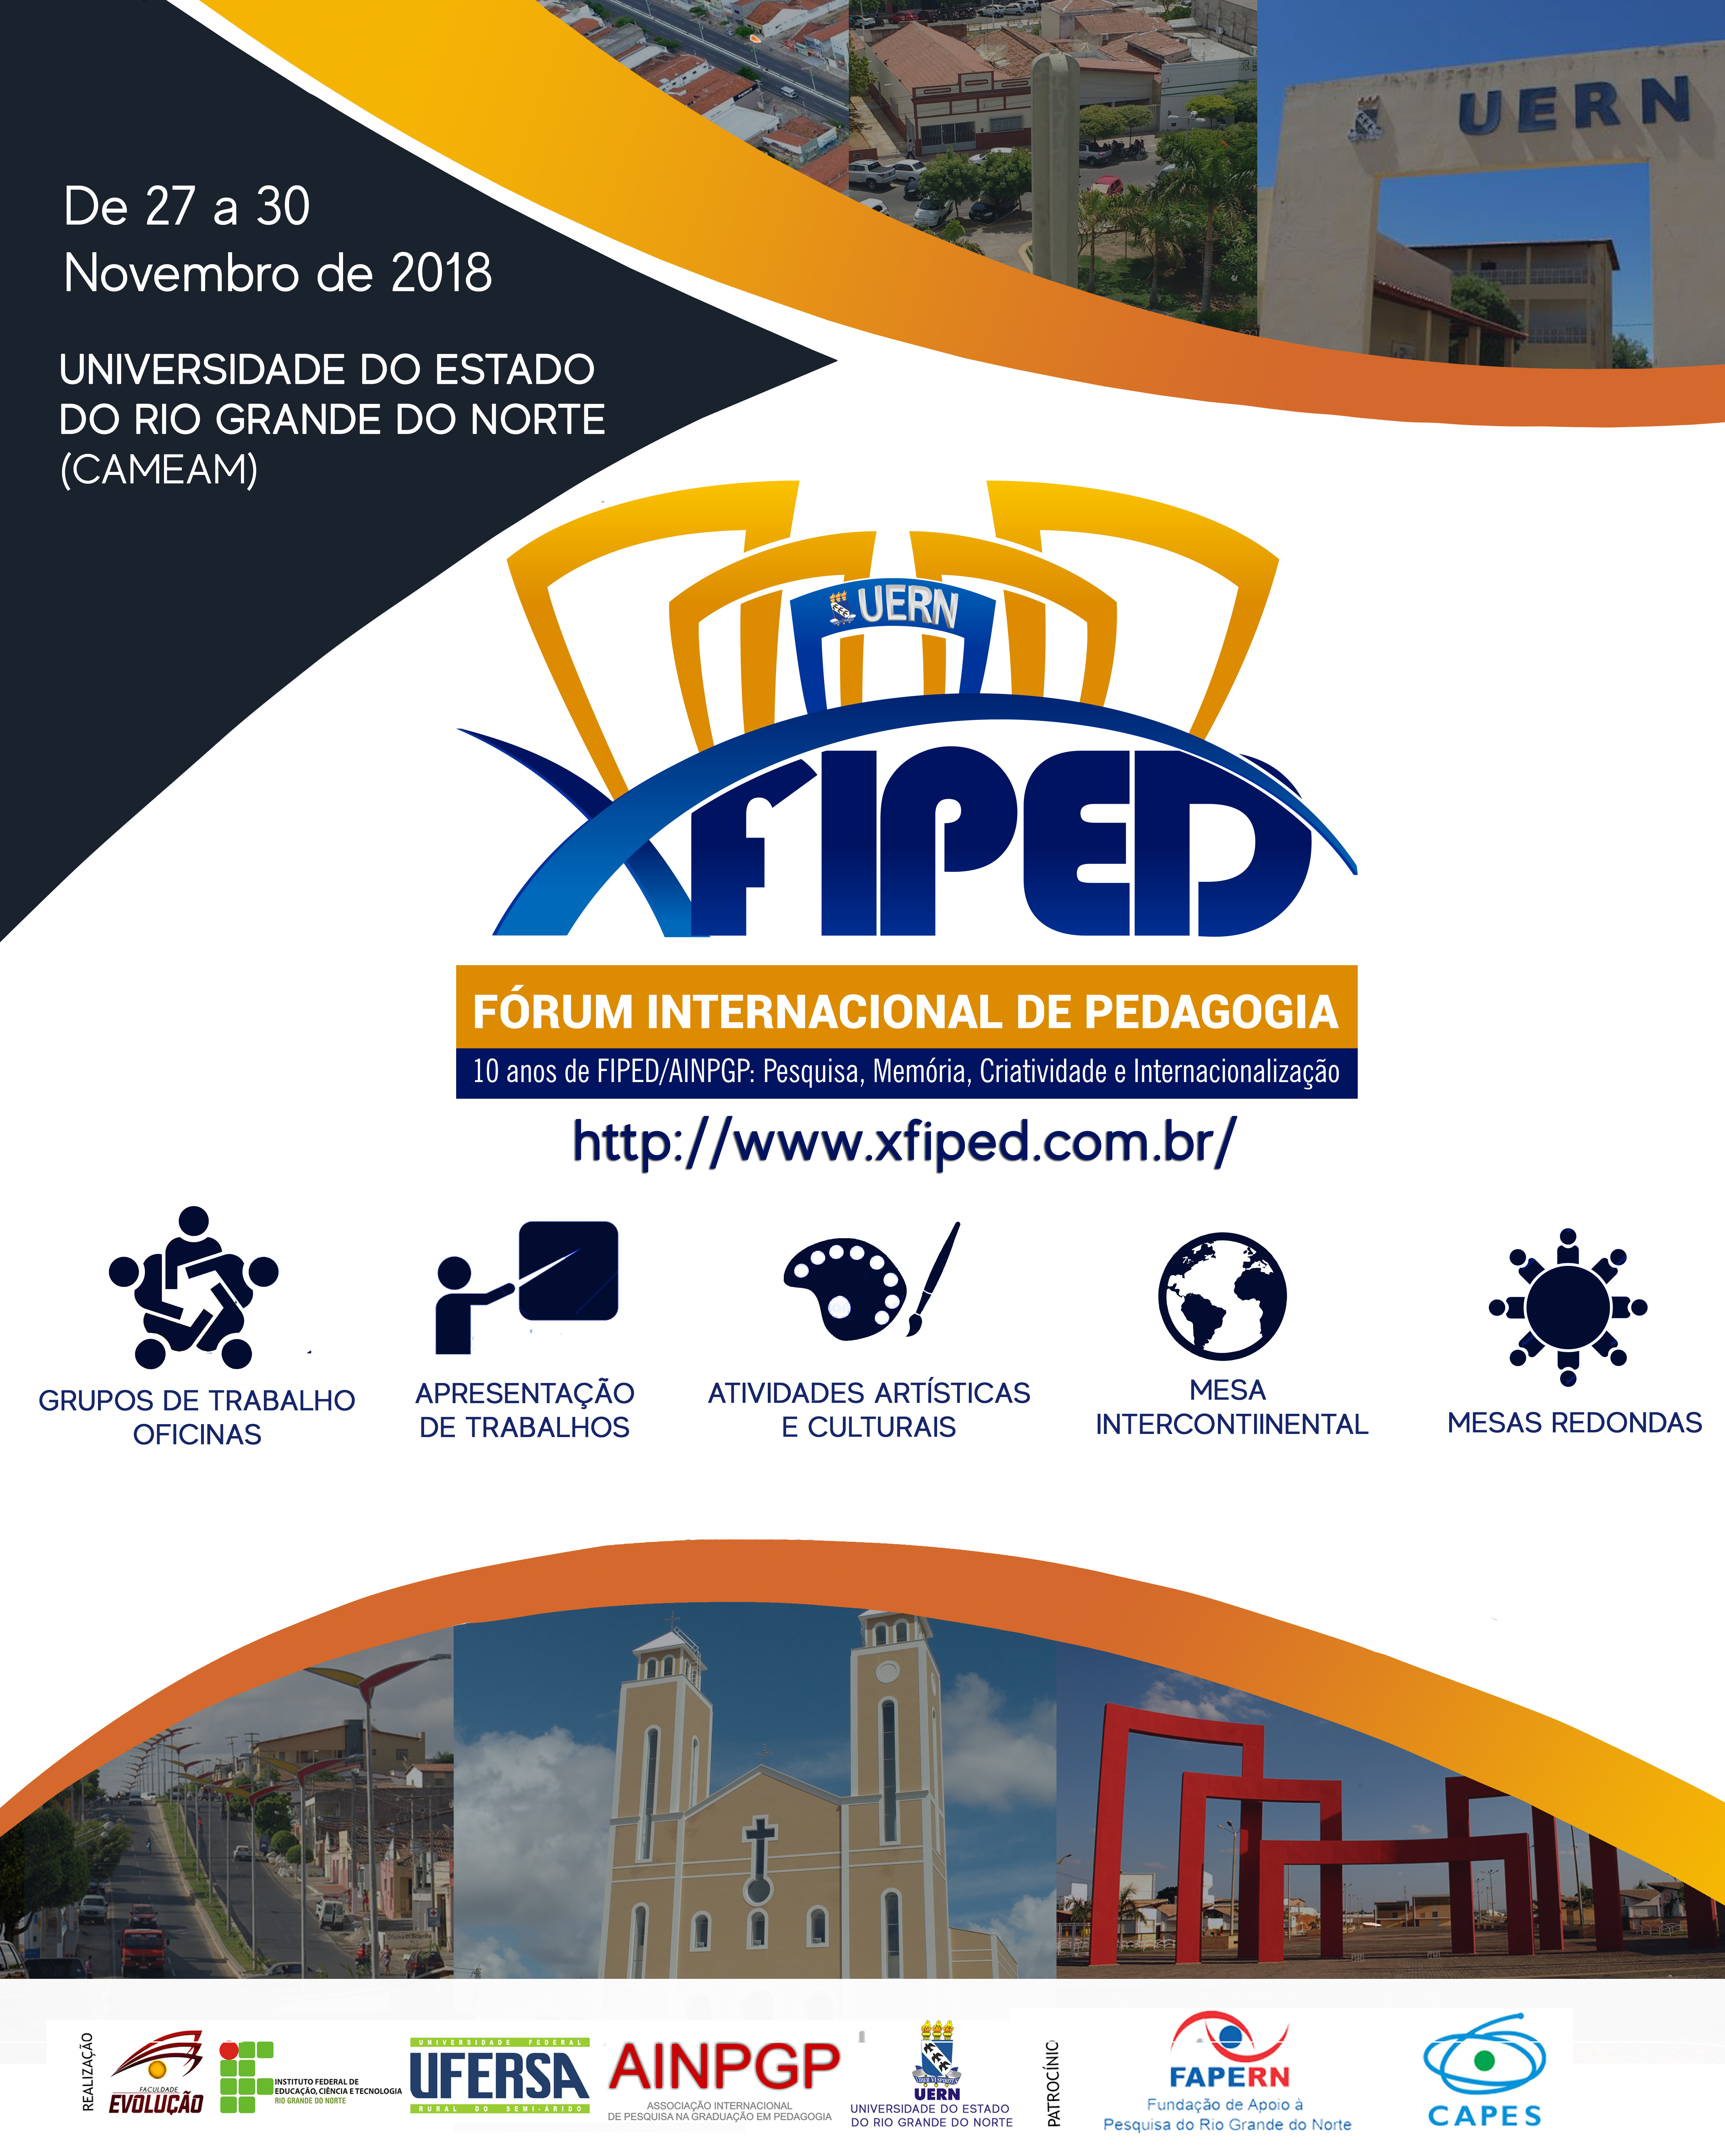 De 27 a 30
Novembro de 2018
UNIVERSIDADE DO ESTADO
DO RIO GRANDE DO NORTE
(CAMEAM)
UERN
UERN
XFIPED
FÓRUM INTERNACIONAL DE PEDAGOGIA
10 anos de FIPED/AINPGP: Pesquisa, Memória, Criatividade e Internacionalização
http://www.xfiped.com.br/
GRUPOS DE TRABALHO
OFICINAS
APRESENTAÇÃO
DE TRABALHOS
ATIVIDADES ARTÍSTICAS
E CULTURAIS
MESA
INTERCONTIINENTAL
MESAS REDONDAS
REALIZAÇÃO
FACULDADE
EVOLUÇÃO
INSTITUTO FEDERAL DE
EDUCAÇÃO, CIÊNCIA E TECNOLOGIA
RIO GRANDE DO NORTE
UNIVERSIDADE FEDERAL
UFERSA
RURAL DO SEMI-ÁRIDO
AINPGP
ASSOCIAÇÃO INTERNACIONAL
DE PESQUISA NA GRADUAÇÃO EM PEDAGOGIA
UERN
UNIVERSIDADE DO ESTADO
DO RIO GRANDE DO NORTE
PATROCÍNIC
FAPERN
Fundação de Apoio à
Pesquisa do Rio Grande do Norte
CAPES